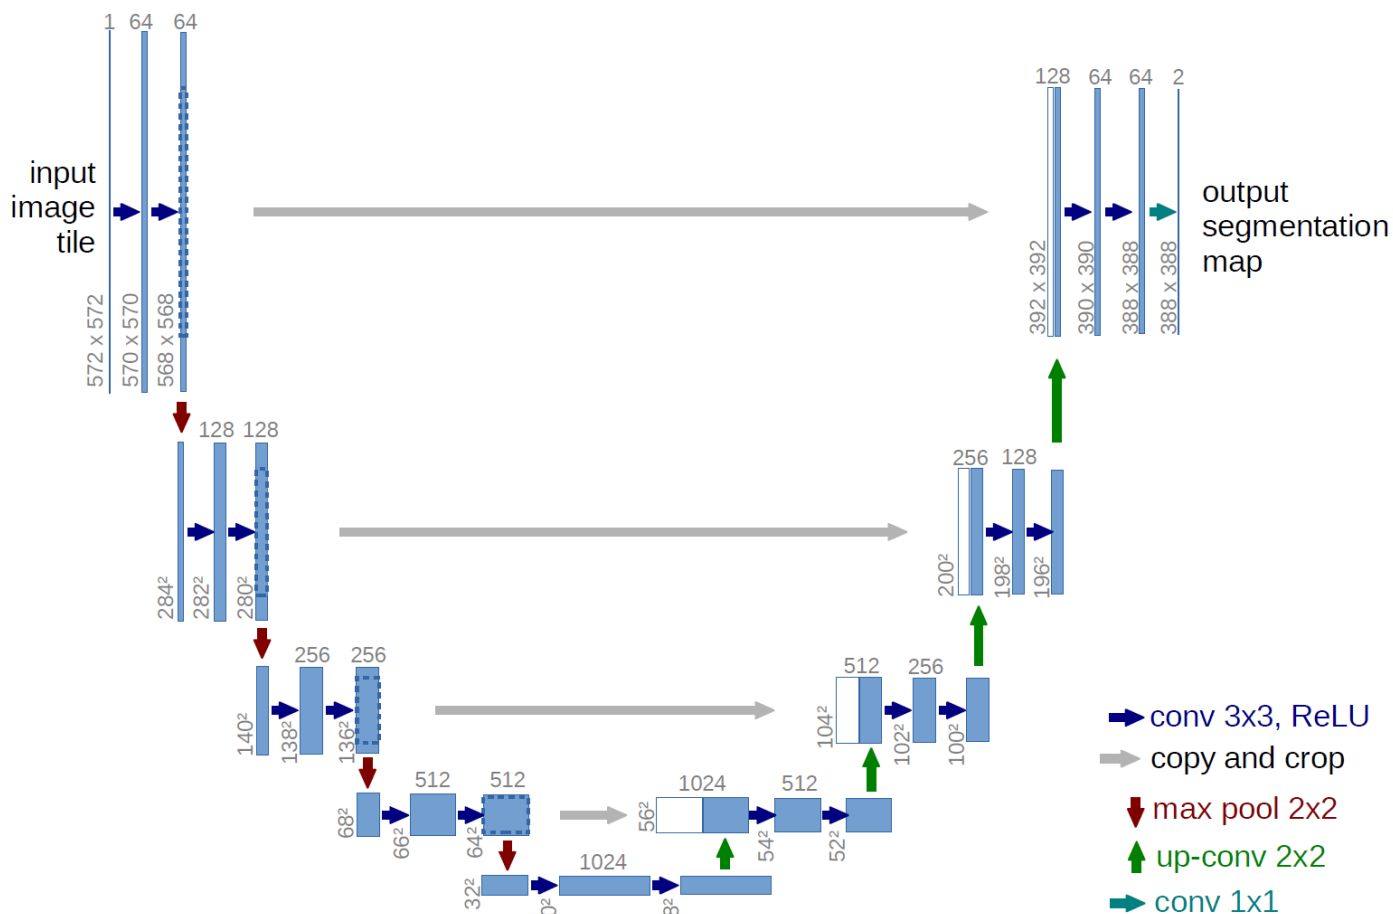 1 64 64
input
image
tile
572 x 572
570 x 570
568 x 568
128 64 64 2
output
segmentation
map
392 x 392
390 x 390
388 x 388
388 x 388
128 128
284²
282²
280²
256 128
200²
198²
196²
256 256
140²
138²
136²
512 256
104²
102²
100²
512 512
68²
66²
64²
1024 512
56²
54²
52²
1024
32²
conv 3x3, ReLU
copy and crop
max pool 2x2
up-conv 2x2
conv 1x1